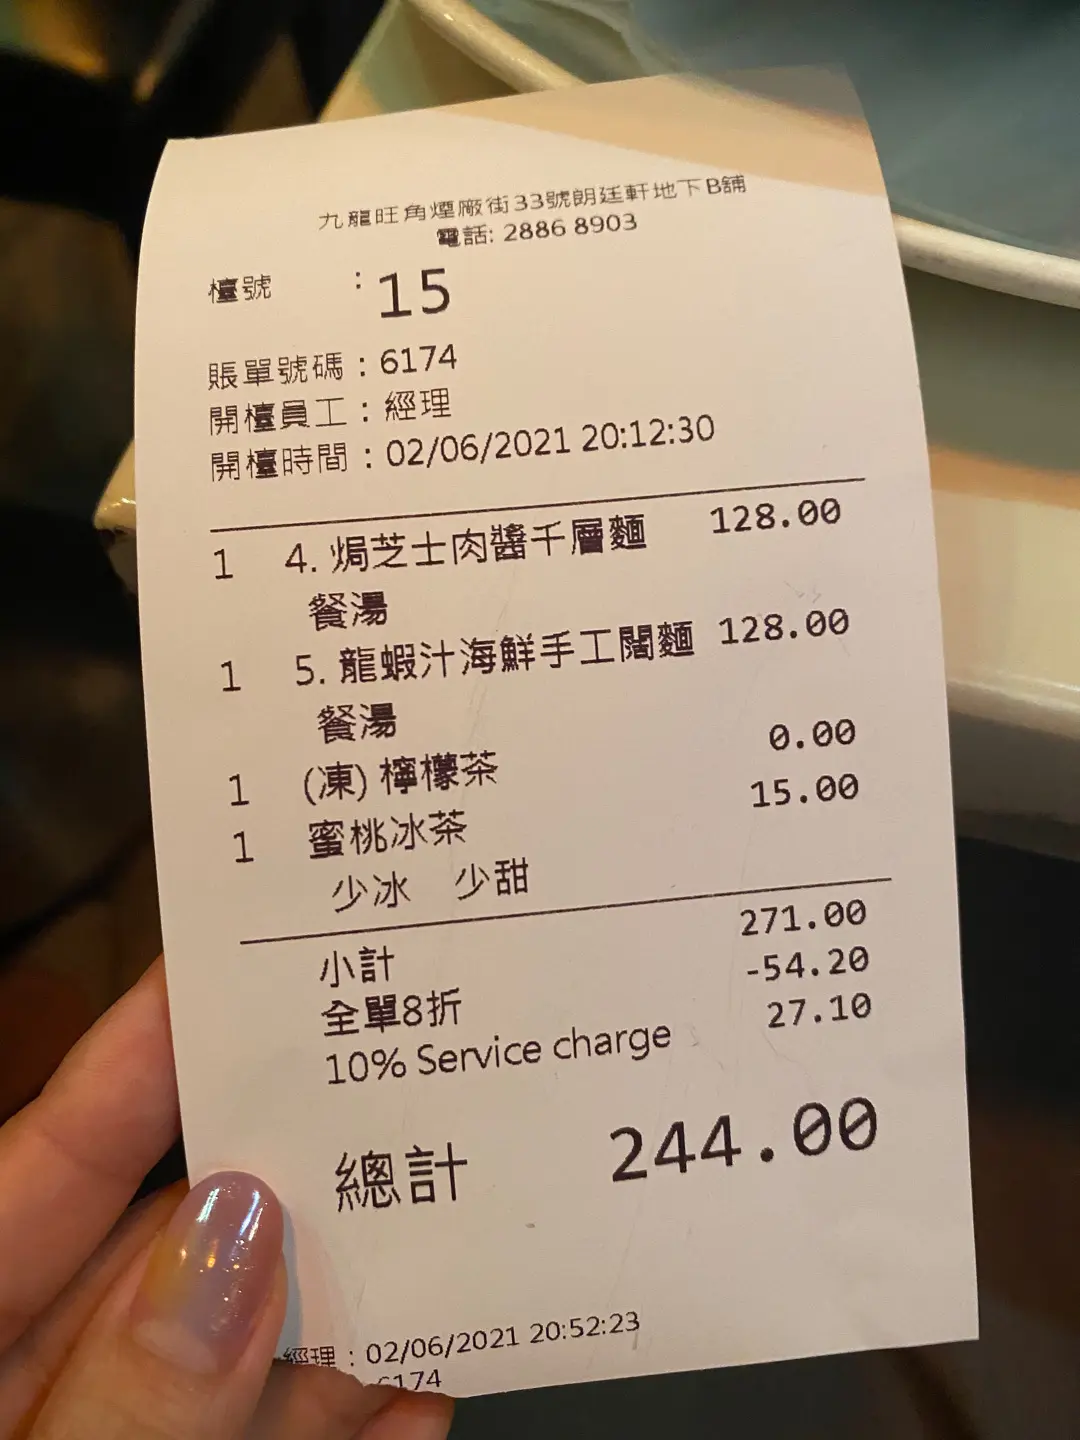 九龍旺角煙廠街33號朗廷軒地下B舖
電話: 2886 8903
檯號 : 15
賬單號碼 : 6174
開檯員工 : 經理
開檯時間 : 02/06/2021 20:12:30
1 4. 焗芝士肉醬千層麵 128.00
餐湯
1 5. 龍蝦汁海鮮手工闊麵 128.00
餐湯
1 (凍) 檸檬茶 0.00
1 蜜桃冰茶 15.00
少冰 少甜
小計 271.00
全單8折 -54.20
10% Service charge 27.10
總計 244.00
經理 : 02/06/2021 20:52:23
6174